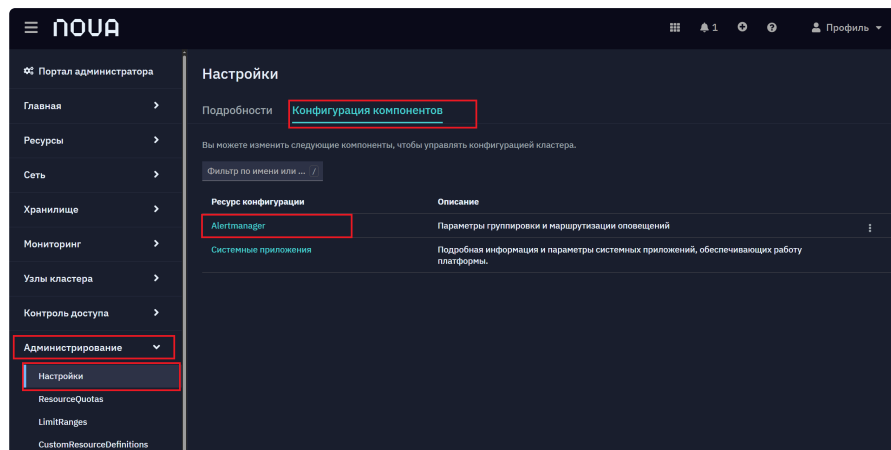 NOVA
1
Профиль
Портал администратора
Главная
Ресурсы
Сеть
Хранилище
Мониторинг
Узлы кластера
Контроль доступа
Администрирование
Настройки
ResourceQuotas
LimitRanges
CustomResourceDefinitions
Настройки
Подробности Конфигурация компонентов
Вы можете изменить следующие компоненты, чтобы управлять конфигурацией кластера.
Фильтр по имени или ... /
Ресурс конфигурации Описание
Alertmanager Параметры группировки и маршрутизации оповещений
Системные приложения Подробная информация и параметры системных приложений, обеспечивающих работу
платформы.